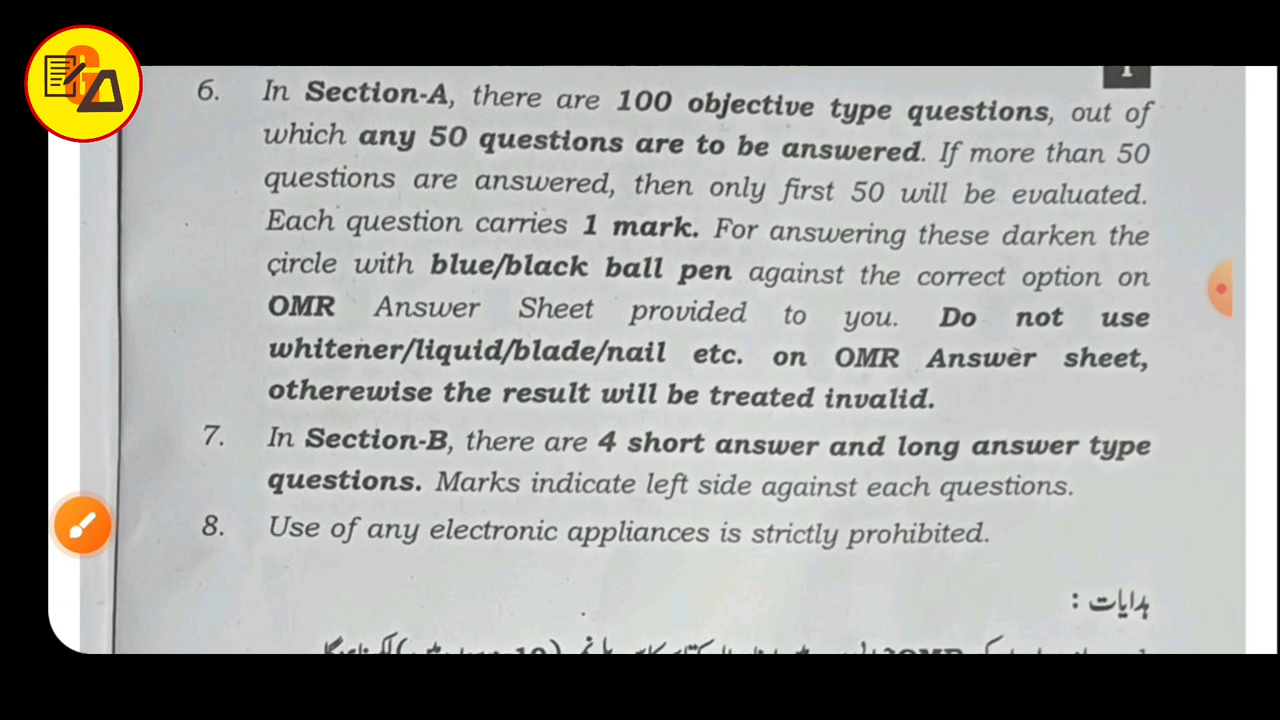 1
6. In Section-A, there are 100 objective type questions, out of
which any 50 questions are to be answered. If more than 50
questions are answered, then only first 50 will be evaluated.
Each question carries 1 mark. For answering these darken the
circle with blue/black ball pen against the correct option on
OMR Answer Sheet provided to you. Do not use
whitener/liquid/blade/nail etc. on OMR Answer sheet,
otherewise the result will be treated invalid.
7. In Section-B, there are 4 short answer and long answer type
questions. Marks indicate left side against each questions.
8. Use of any electronic appliances is strictly prohibited.
ہدایات :